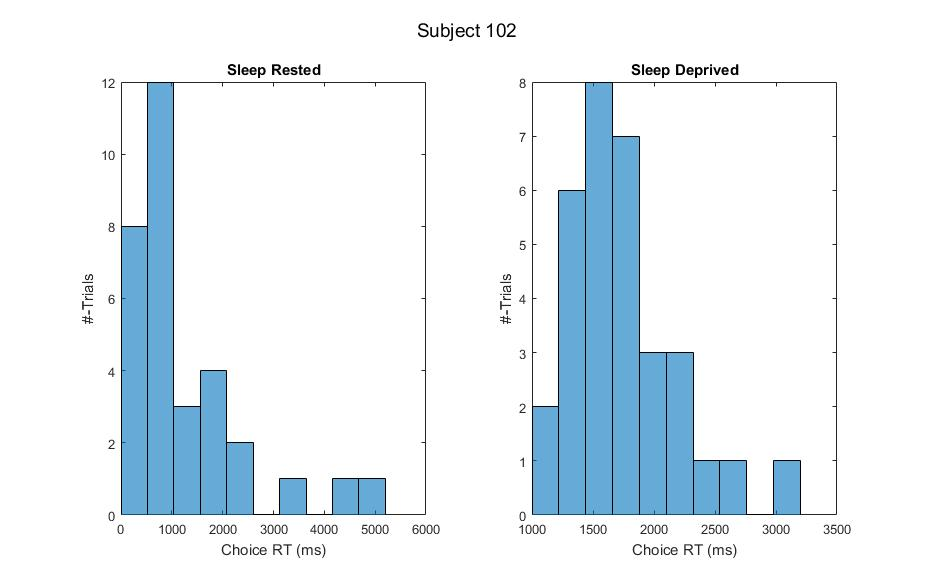 Subject 102
Sleep Rested
12
10
8
6
4
2
0
#-Trials
0 1000 2000 3000 4000 5000 6000
Choice RT (ms)
Sleep Deprived
8
7
6
5
4
3
2
1
0
#-Trials
1000 1500 2000 2500 3000 3500
Choice RT (ms)